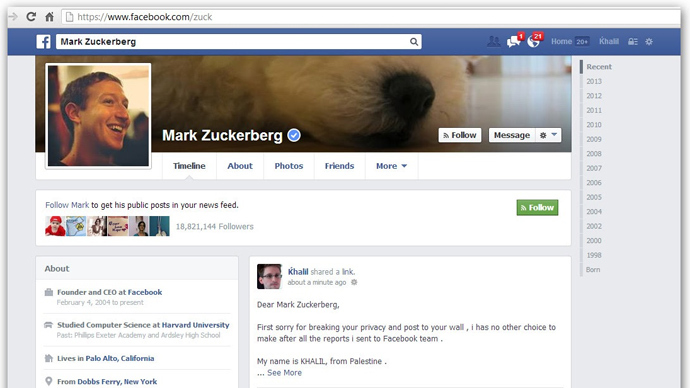 https://www.facebook.com/zuck
Mark Zuckerberg
1
21
Home 20+
Khalil
Mark Zuckerberg
Follow
Message
Timeline
About
Photos
Friends
More
Follow Mark to get his public posts in your news feed.
18,821,144 Followers
Follow
About
Founder and CEO at Facebook
February 4, 2004 to present
Studied Computer Science at Harvard University
Past: Phillips Exeter Academy and Ardsley High School
Lives in Palo Alto, California
From Dobbs Ferry, New York
Khalil shared a link.
about a minute ago
Dear Mark Zuckerberg,
First sorry for breaking your privacy and post to your wall , i has no other choice to
make after all the reports i sent to Facebook team .
My name is KHALIL, from Palestine .
... See More
Recent
2013
2012
2011
2010
2009
2008
2007
2006
2005
2004
2002
2000
1998
Born